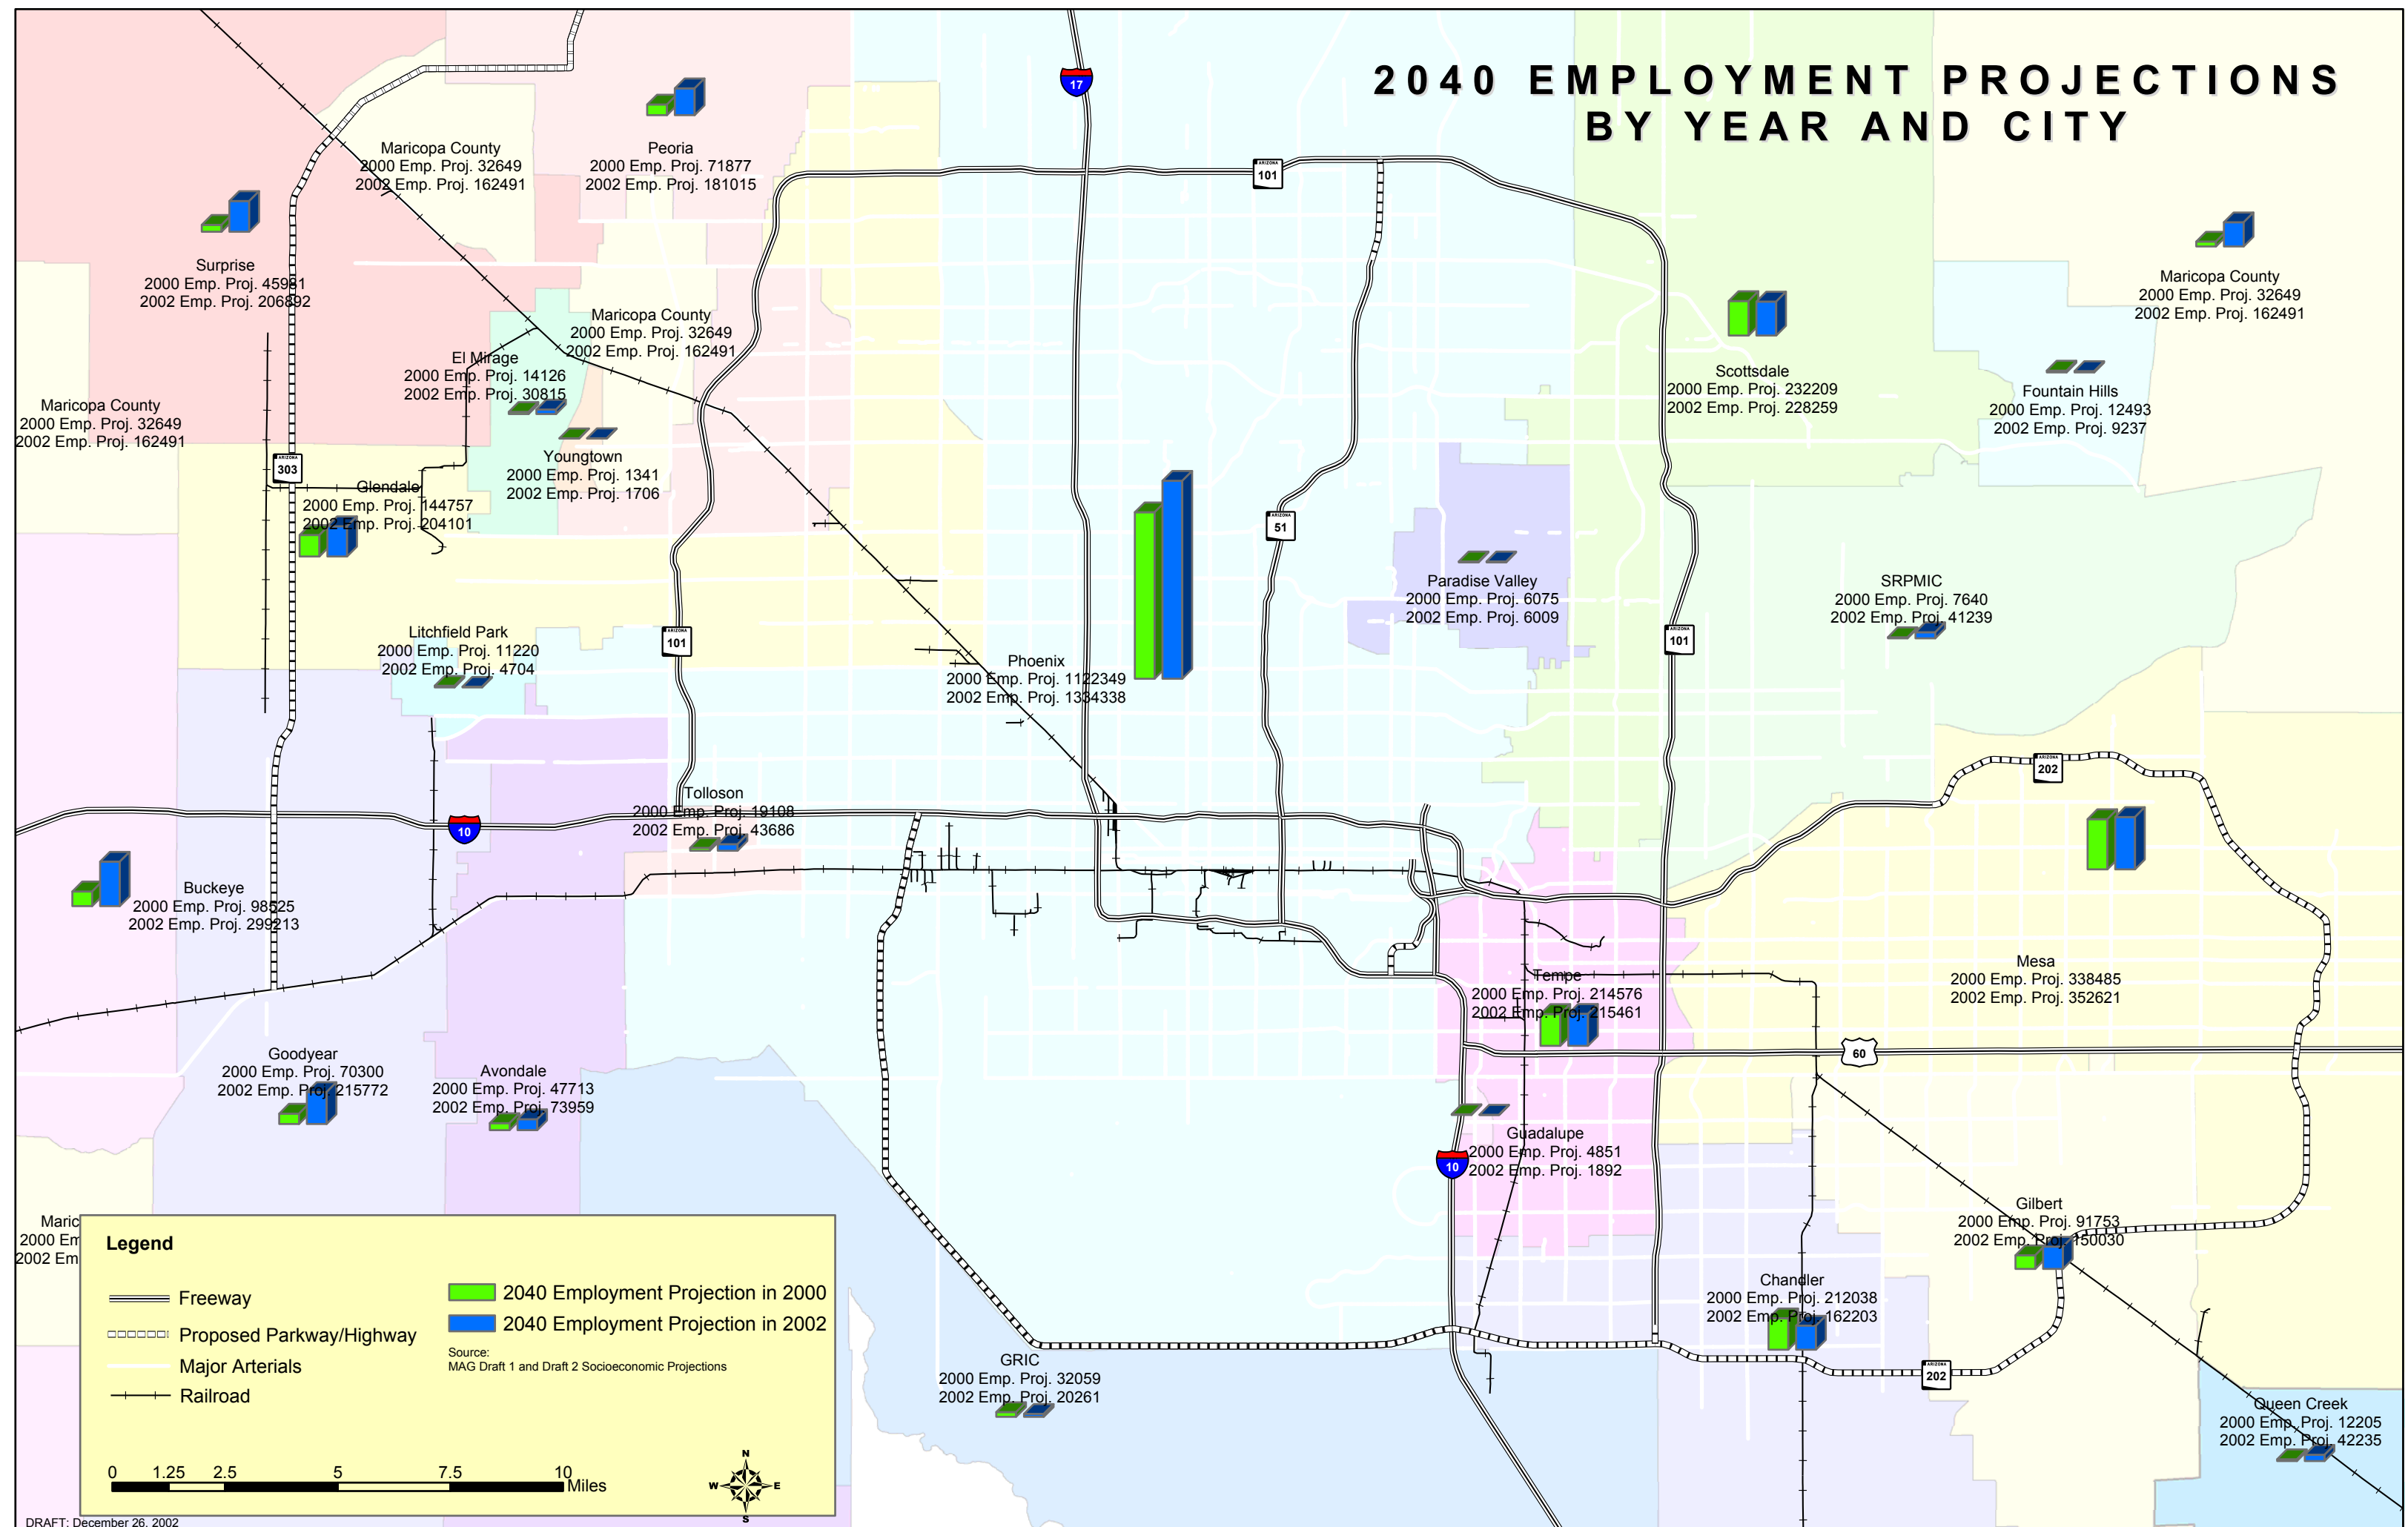 2040 EMPLOYMENT PROJECTIONS
BY YEAR AND CITY
17
101
Maricopa County
2000 Emp. Proj. 32649
2002 Emp. Proj. 162491
Peoria
2000 Emp. Proj. 71877
2002 Emp. Proj. 181015
ARIZONA
101
Surprise
2000 Emp. Proj. 45981
2002 Emp. Proj. 206892
Maricopa County
2000 Emp. Proj. 32649
2002 Emp. Proj. 162491
Maricopa County
2000 Emp. Proj. 32649
2002 Emp. Proj. 162491
El Mirage
2000 Emp. Proj. 14126
2002 Emp. Proj. 30815
Scottsdale
2000 Emp. Proj. 232209
2002 Emp. Proj. 228259
Fountain Hills
2000 Emp. Proj. 12493
2002 Emp. Proj. 9237
Maricopa County
2000 Emp. Proj. 32649
2002 Emp. Proj. 162491
ARIZONA
303
Youngtown
2000 Emp. Proj. 1341
2002 Emp. Proj. 1706
Glendale
2000 Emp. Proj. 144757
2002 Emp. Proj. 204101
ARIZONA
51
Paradise Valley
2000 Emp. Proj. 6075
2002 Emp. Proj. 6009
SRPMIC
2000 Emp. Proj. 7640
2002 Emp. Proj. 41239
Litchfield Park
2000 Emp. Proj. 11220
2002 Emp. Proj. 4704
ARIZONA
101
ARIZONA
101
Phoenix
2000 Emp. Proj. 1122349
2002 Emp. Proj. 1334338
ARIZONA
202
Tolloson
2000 Emp. Proj. 19108
2002 Emp. Proj. 43686
10
Buckeye
2000 Emp. Proj. 98525
2002 Emp. Proj. 299213
Mesa
2000 Emp. Proj. 338485
2002 Emp. Proj. 352621
Tempe
2000 Emp. Proj. 214576
2002 Emp. Proj. 215461
60
Goodyear
2000 Emp. Proj. 70300
2002 Emp. Proj. 215772
Avondale
2000 Emp. Proj. 47713
2002 Emp. Proj. 73959
Guadalupe
2000 Emp. Proj. 4851
2002 Emp. Proj. 1892
10
Maric
2000 Em
2002 Em
Gilbert
2000 Emp. Proj. 91753
2002 Emp. Proj. 150030
Chandler
2000 Emp. Proj. 212038
2002 Emp. Proj. 162203
GRIC
2000 Emp. Proj. 32059
2002 Emp. Proj. 20261
ARIZONA
202
Queen Creek
2000 Emp. Proj. 12205
2002 Emp. Proj. 42235
Legend
Freeway
Proposed Parkway/Highway
Major Arterials
Railroad
2040 Employment Projection in 2000
2040 Employment Projection in 2002
Source:
MAG Draft 1 and Draft 2 Socioeconomic Projections
0 1.25 2.5 5 7.5 10
Miles
N
W E
S
DRAFT: December 26, 2002